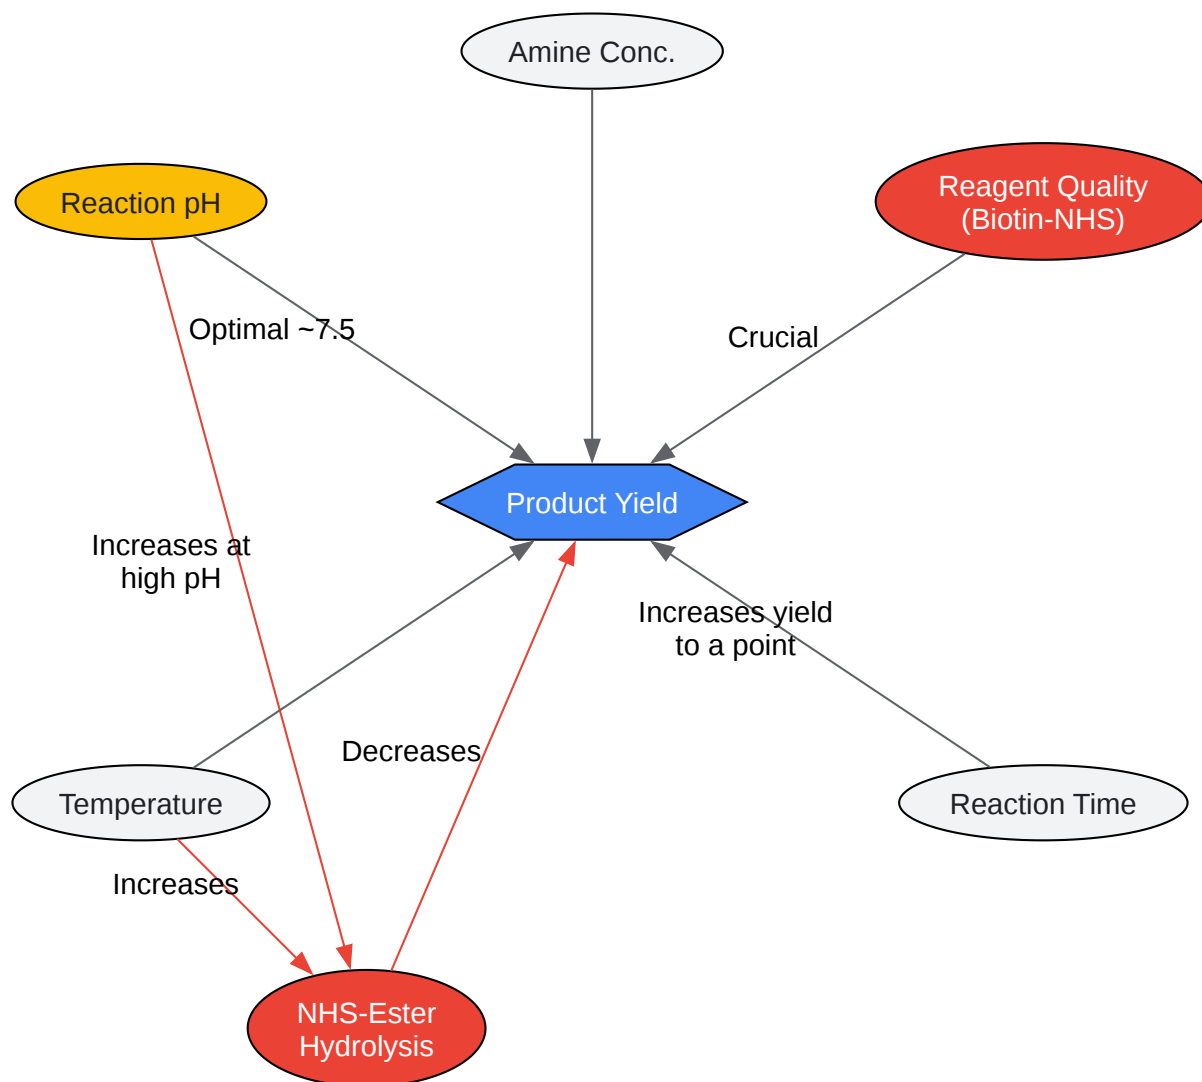 Amine Conc.
Reaction pH
Reagent Quality
(Biotin-NHS)
Optimal ~7.5
Crucial
Product Yield
Increases at
high pH
Increases yield
to a point
Decreases
Temperature
Reaction Time
Increases
NHS-Ester
Hydrolysis